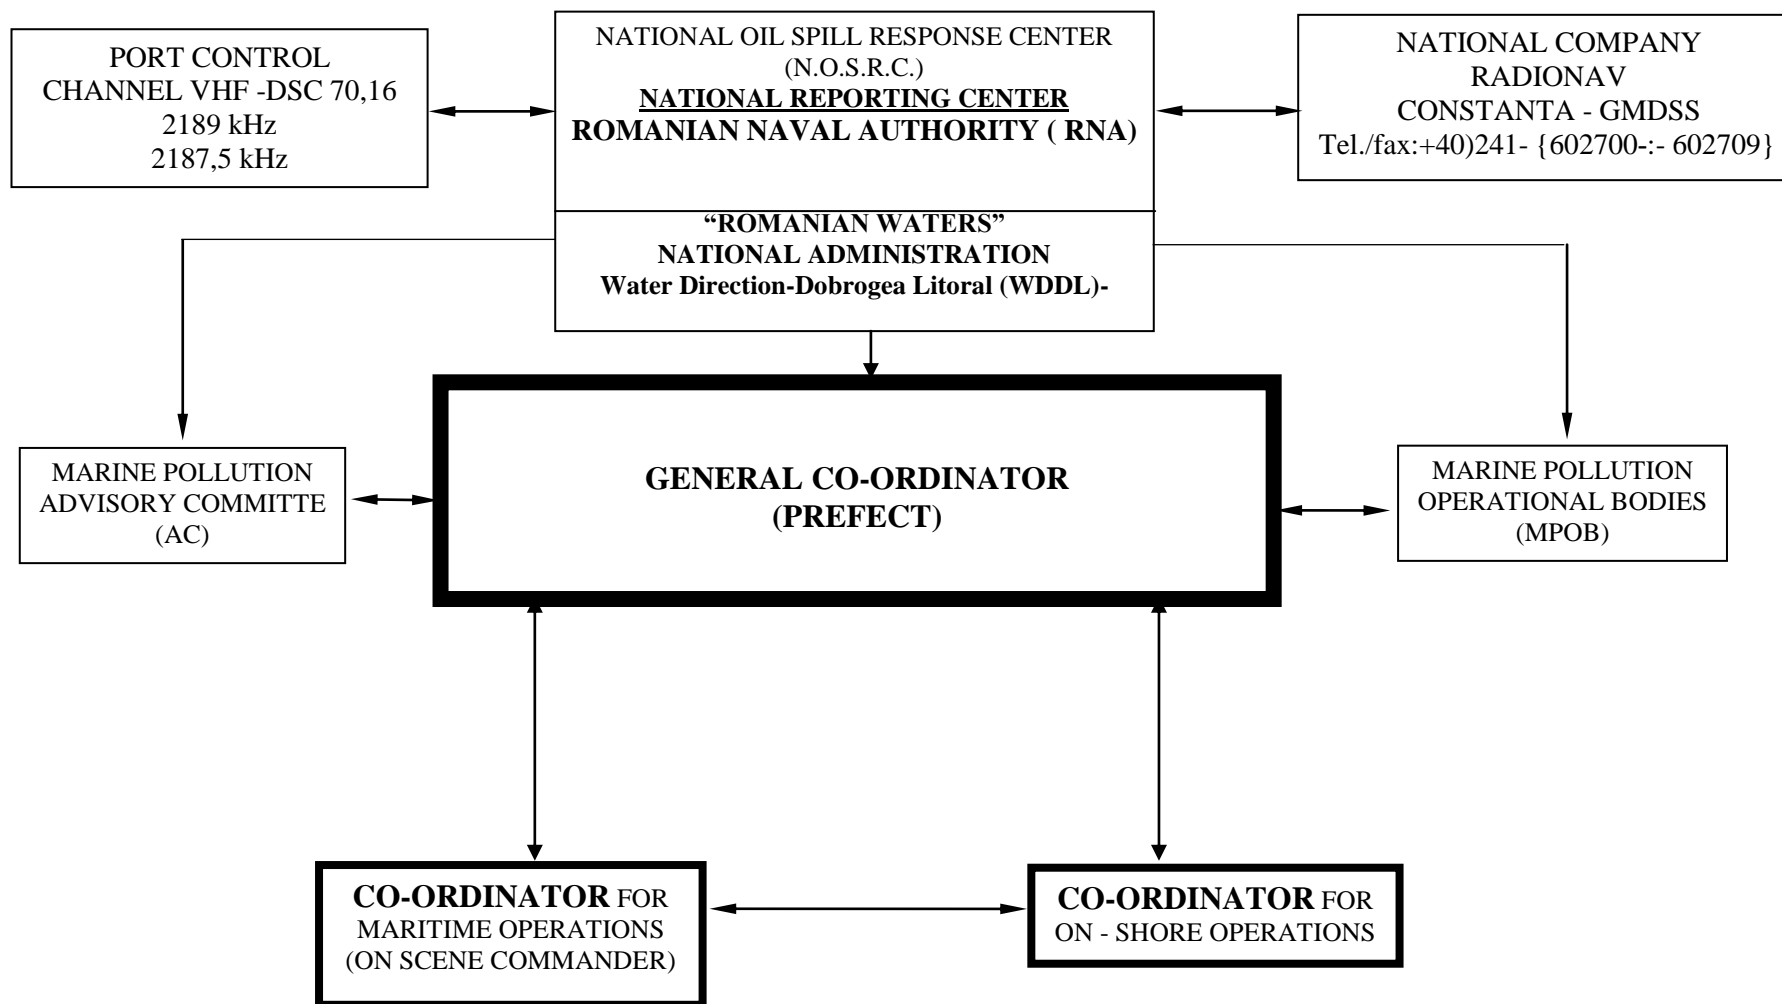 PORT CONTROL
CHANNEL VHF -DSC 70,16
2189 kHz
2187,5 kHz
NATIONAL OIL SPILL RESPONSE CENTER
(N.O.S.R.C.)
NATIONAL REPORTING CENTER
ROMANIAN NAVAL AUTHORITY ( RNA)
NATIONAL COMPANY
RADIONAV
CONSTANTA - GMDSS
Tel./fax:+40)241- {602700-:- 602709}
“ROMANIAN WATERS”
NATIONAL ADMINISTRATION
Water Direction-Dobrogea Litoral (WDDL)-
MARINE POLLUTION
ADVISORY COMMITTE
(AC)
GENERAL CO-ORDINATOR
(PREFECT)
MARINE POLLUTION
OPERATIONAL BODIES
(MPOB)
CO-ORDINATOR FOR
MARITIME OPERATIONS
(ON SCENE COMMANDER)
CO-ORDINATOR FOR
ON - SHORE OPERATIONS